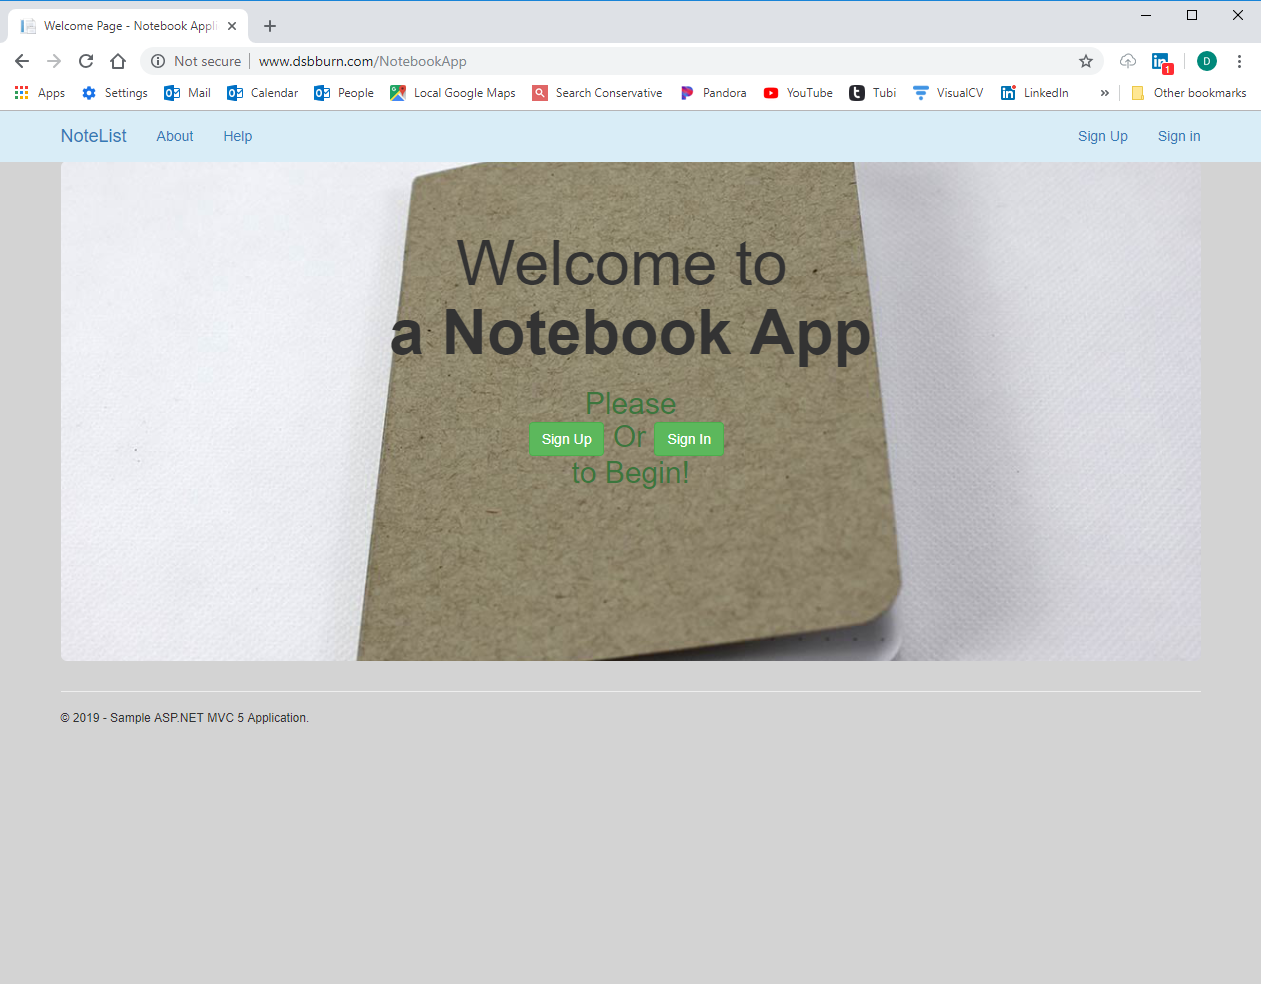 Welcome Page - Notebook Appli
Not secure www.dsbburn.com/NotebookApp
D
1
Apps Settings Mail Calendar People Local Google Maps Search Conservative Pandora YouTube Tubi VisualCV LinkedIn » Other bookmarks
NoteList About Help Sign Up Sign in
Welcome to
a Notebook App
Please
Sign Up Or Sign In
to Begin!
© 2019 - Sample ASP.NET MVC 5 Application.